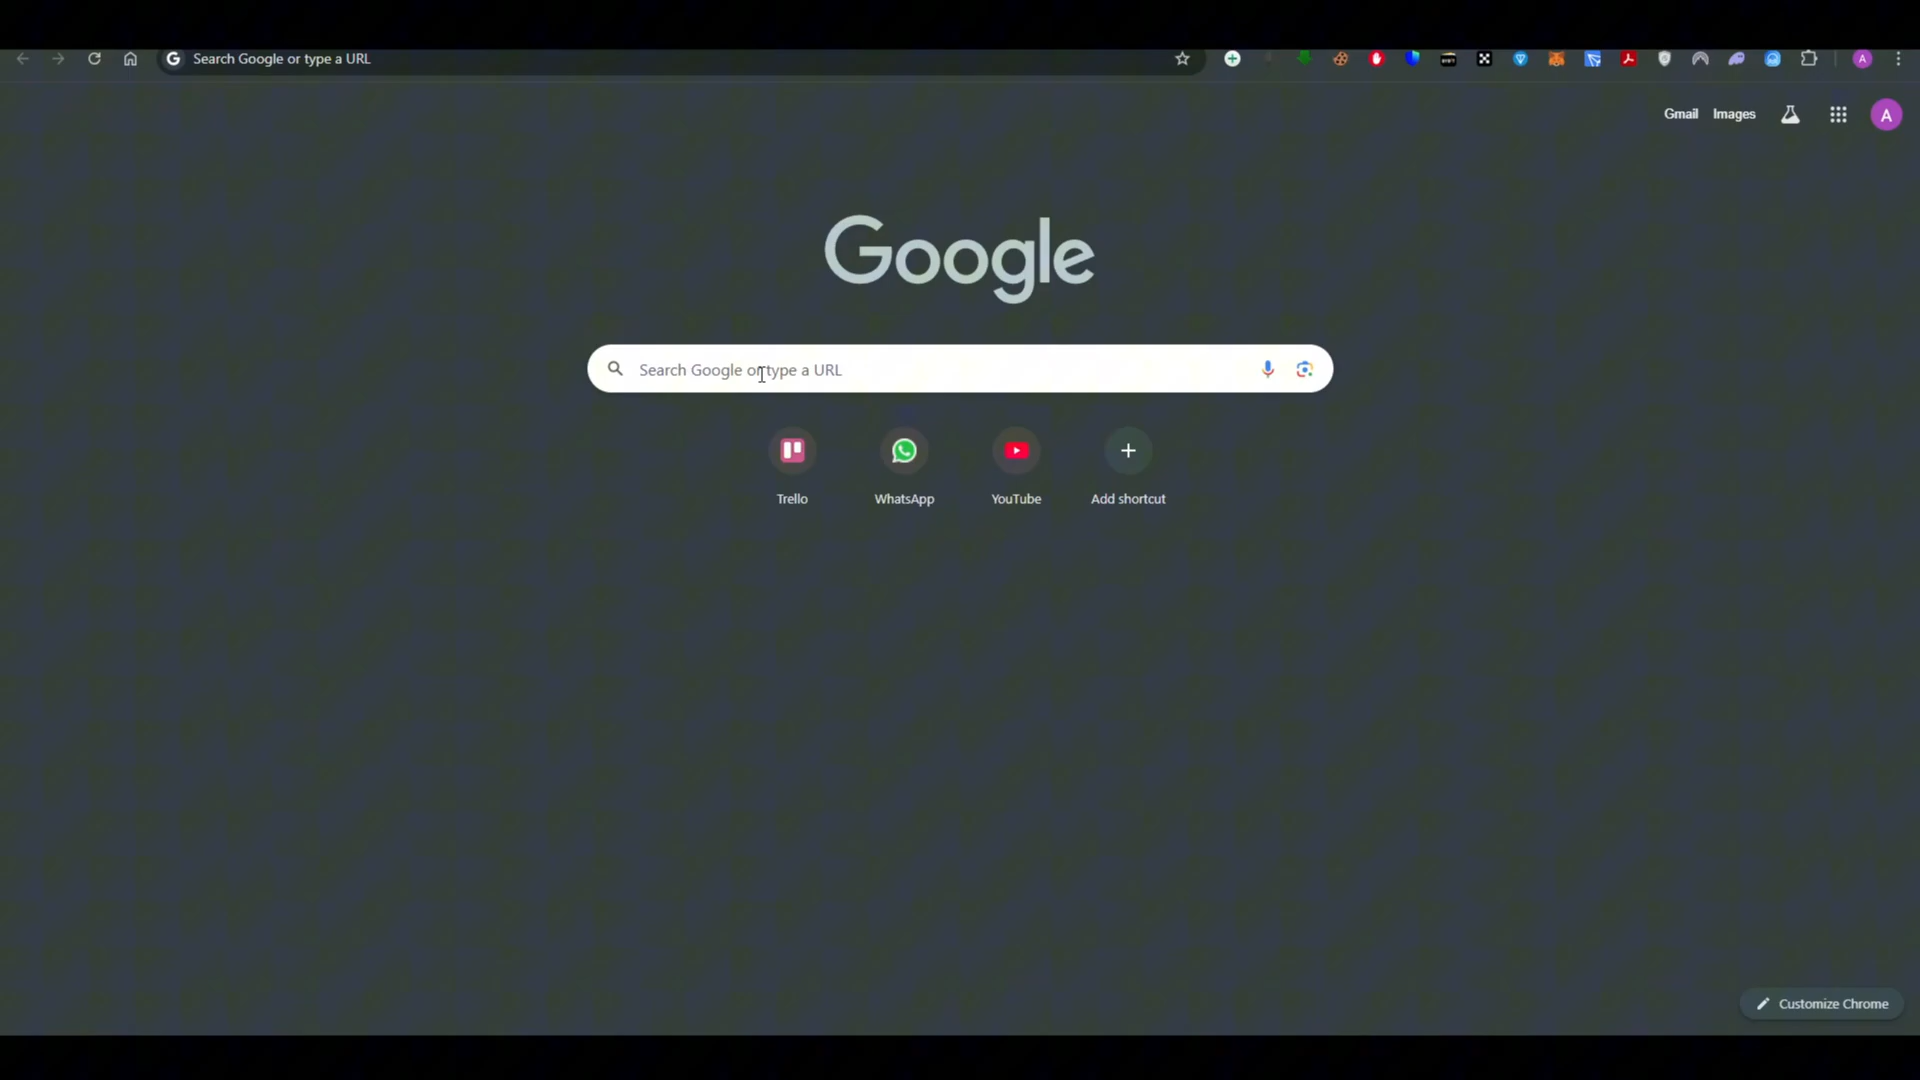 Search Google or type a URL
Gmail Images
A
Google
Search Google or type a URL
Trello WhatsApp YouTube Add shortcut
Customize Chrome